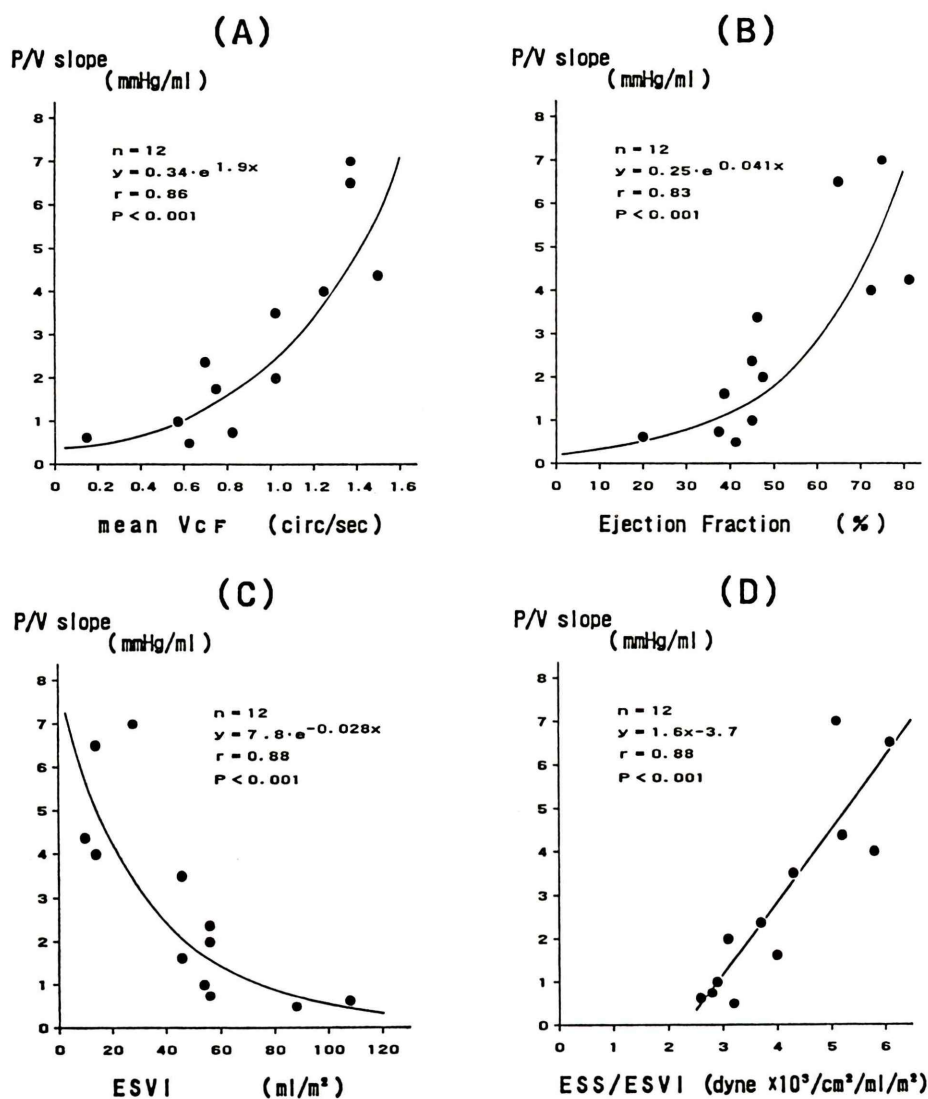 (A)
P/V slope
(mmHg/ml)
8
7
6
5
4
3
2
1
0
n=12
y=0.34·e^1.9x
r=0.86
P<0.001
0 0.2 0.4 0.6 0.8 1.0 1.2 1.4 1.6
mean VCF (circ/sec)
(B)
P/V slope
(mmHg/ml)
8
7
6
5
4
3
2
1
0
n=12
y=0.25·e^0.041x
r=0.83
P<0.001
0 10 20 30 40 50 60 70 80
Ejection Fraction (%)
(C)
P/V slope
(mmHg/ml)
8
7
6
5
4
3
2
1
0
n=12
y=7.8·e^-0.028x
r=0.88
P<0.001
0 20 40 60 80 100 120
ESVI (ml/m²)
(D)
P/V slope
(mmHg/ml)
8
7
6
5
4
3
2
1
0
n=12
y=1.6x-3.7
r=0.88
P<0.001
0 1 2 3 4 5 6
ESS/ESVI (dyne ×10³/cm²/ml/m²)